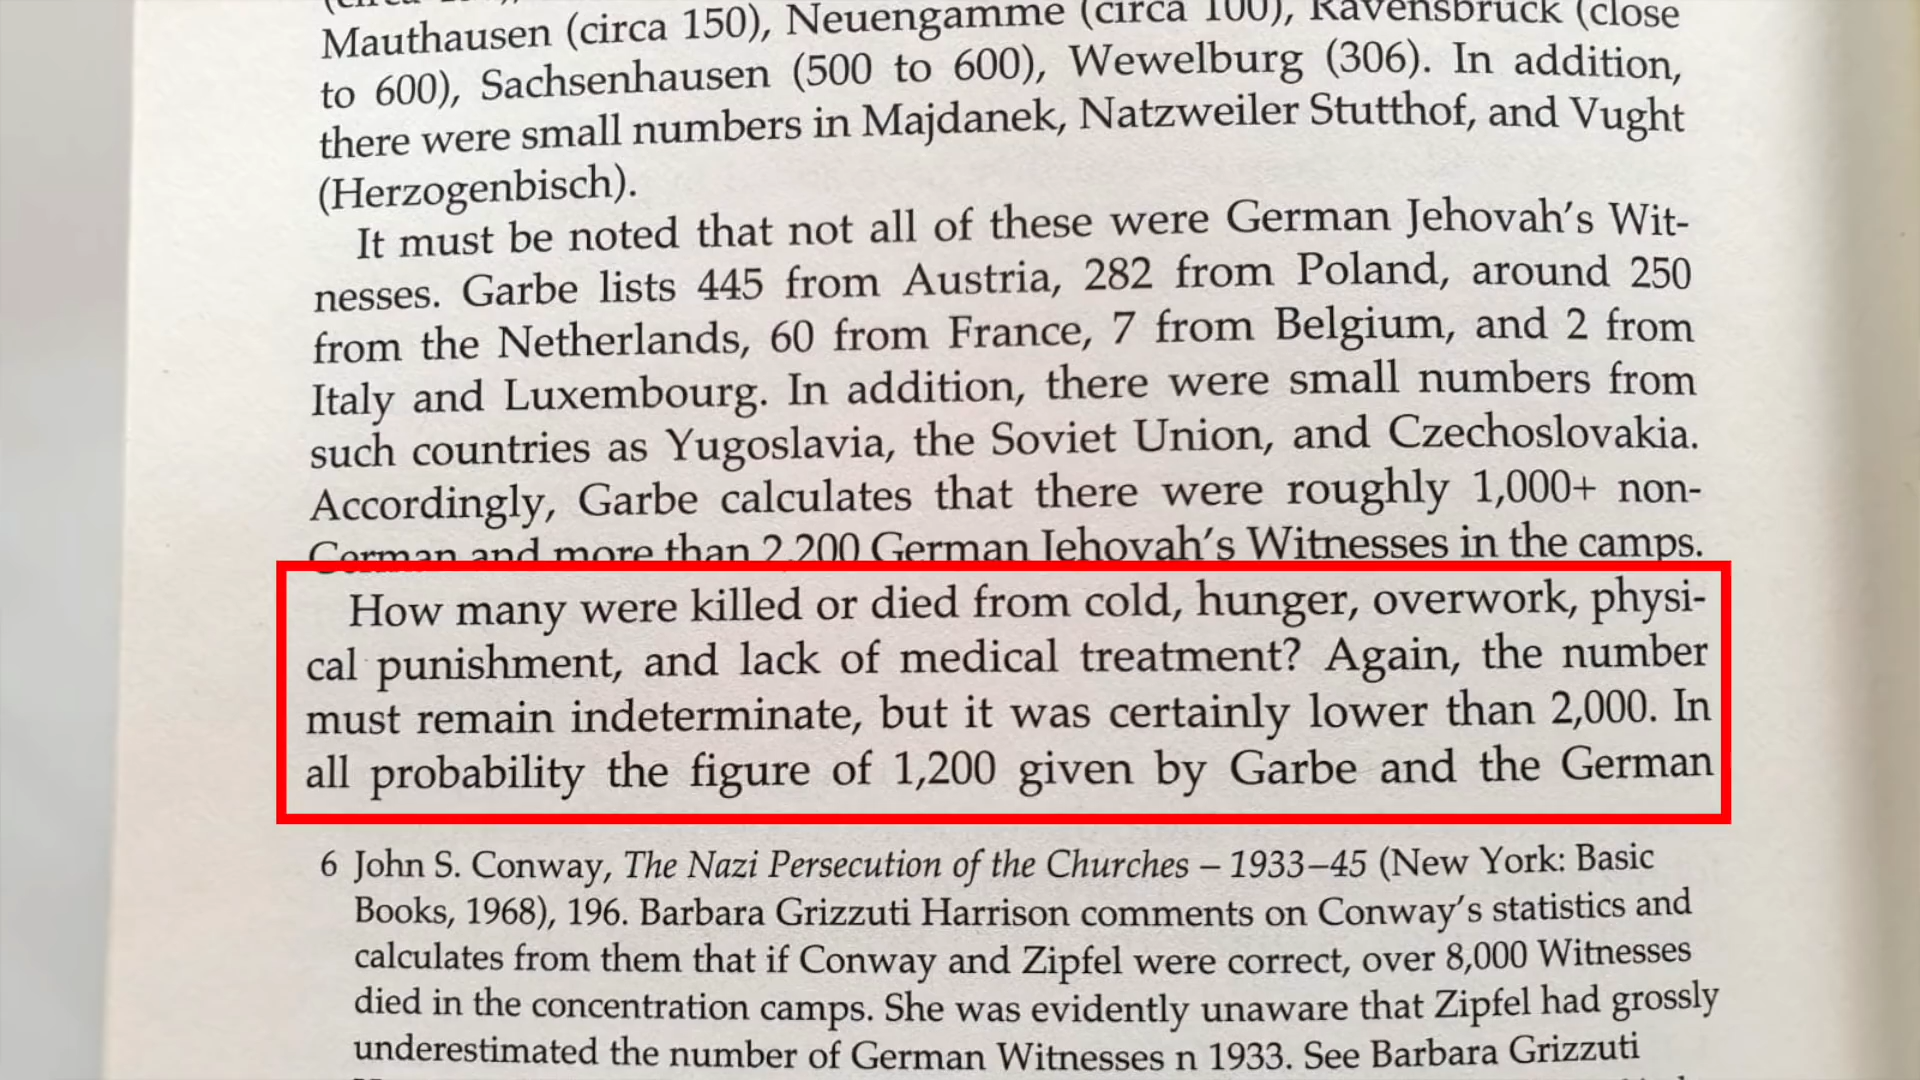 Mauthausen (circa 150), Neuengamme (circa 100), Ravensbrück (close
to 600), Sachsenhausen (500 to 600), Wewelburg (306). In addition,
there were small numbers in Majdanek, Natzweiler Stutthof, and Vught
(Herzogenbisch).
It must be noted that not all of these were German Jehovah's Wit-
nesses. Garbe lists 445 from Austria, 282 from Poland, around 250
from the Netherlands, 60 from France, 7 from Belgium, and 2 from
Italy and Luxembourg. In addition, there were small numbers from
such countries as Yugoslavia, the Soviet Union, and Czechoslovakia.
Accordingly, Garbe calculates that there were roughly 1,000+ non-
German and more than 2,200 German Jehovah's Witnesses in the camps.
How many were killed or died from cold, hunger, overwork, physi-
cal punishment, and lack of medical treatment? Again, the number
must remain indeterminate, but it was certainly lower than 2,000. In
all probability the figure of 1,200 given by Garbe and the German
6 John S. Conway, The Nazi Persecution of the Churches – 1933–45 (New York: Basic
Books, 1968), 196. Barbara Grizzuti Harrison comments on Conway's statistics and
calculates from them that if Conway and Zipfel were correct, over 8,000 Witnesses
died in the concentration camps. She was evidently unaware that Zipfel had grossly
underestimated the number of German Witnesses n 1933. See Barbara Grizzuti